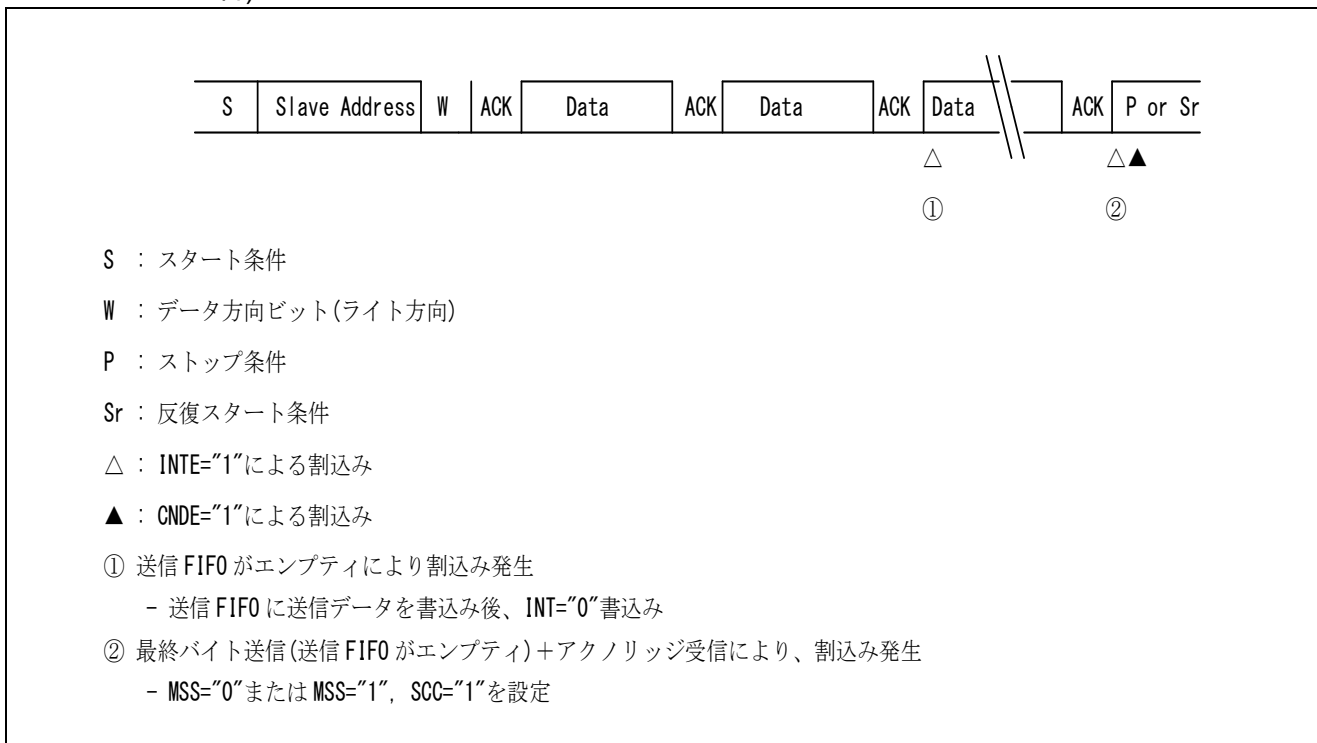 S Slave Address W ACK Data ACK Data ACK Data ACK P or Sr
△ △▲
① ②
S : スタート条件
W : データ方向ビット(ライト方向)
P : ストップ条件
Sr : 反復スタート条件
△ : INTE="1"による割込み
▲ : CNDE="1"による割込み
① 送信 FIFO がエンプティにより割込み発生
- 送信 FIFO に送信データを書込み後、INT="0"書込み
② 最終バイト送信(送信 FIFO がエンプティ)+アクノリッジ受信により、割込み発生
- MSS="0"または MSS="1", SCC="1"を設定